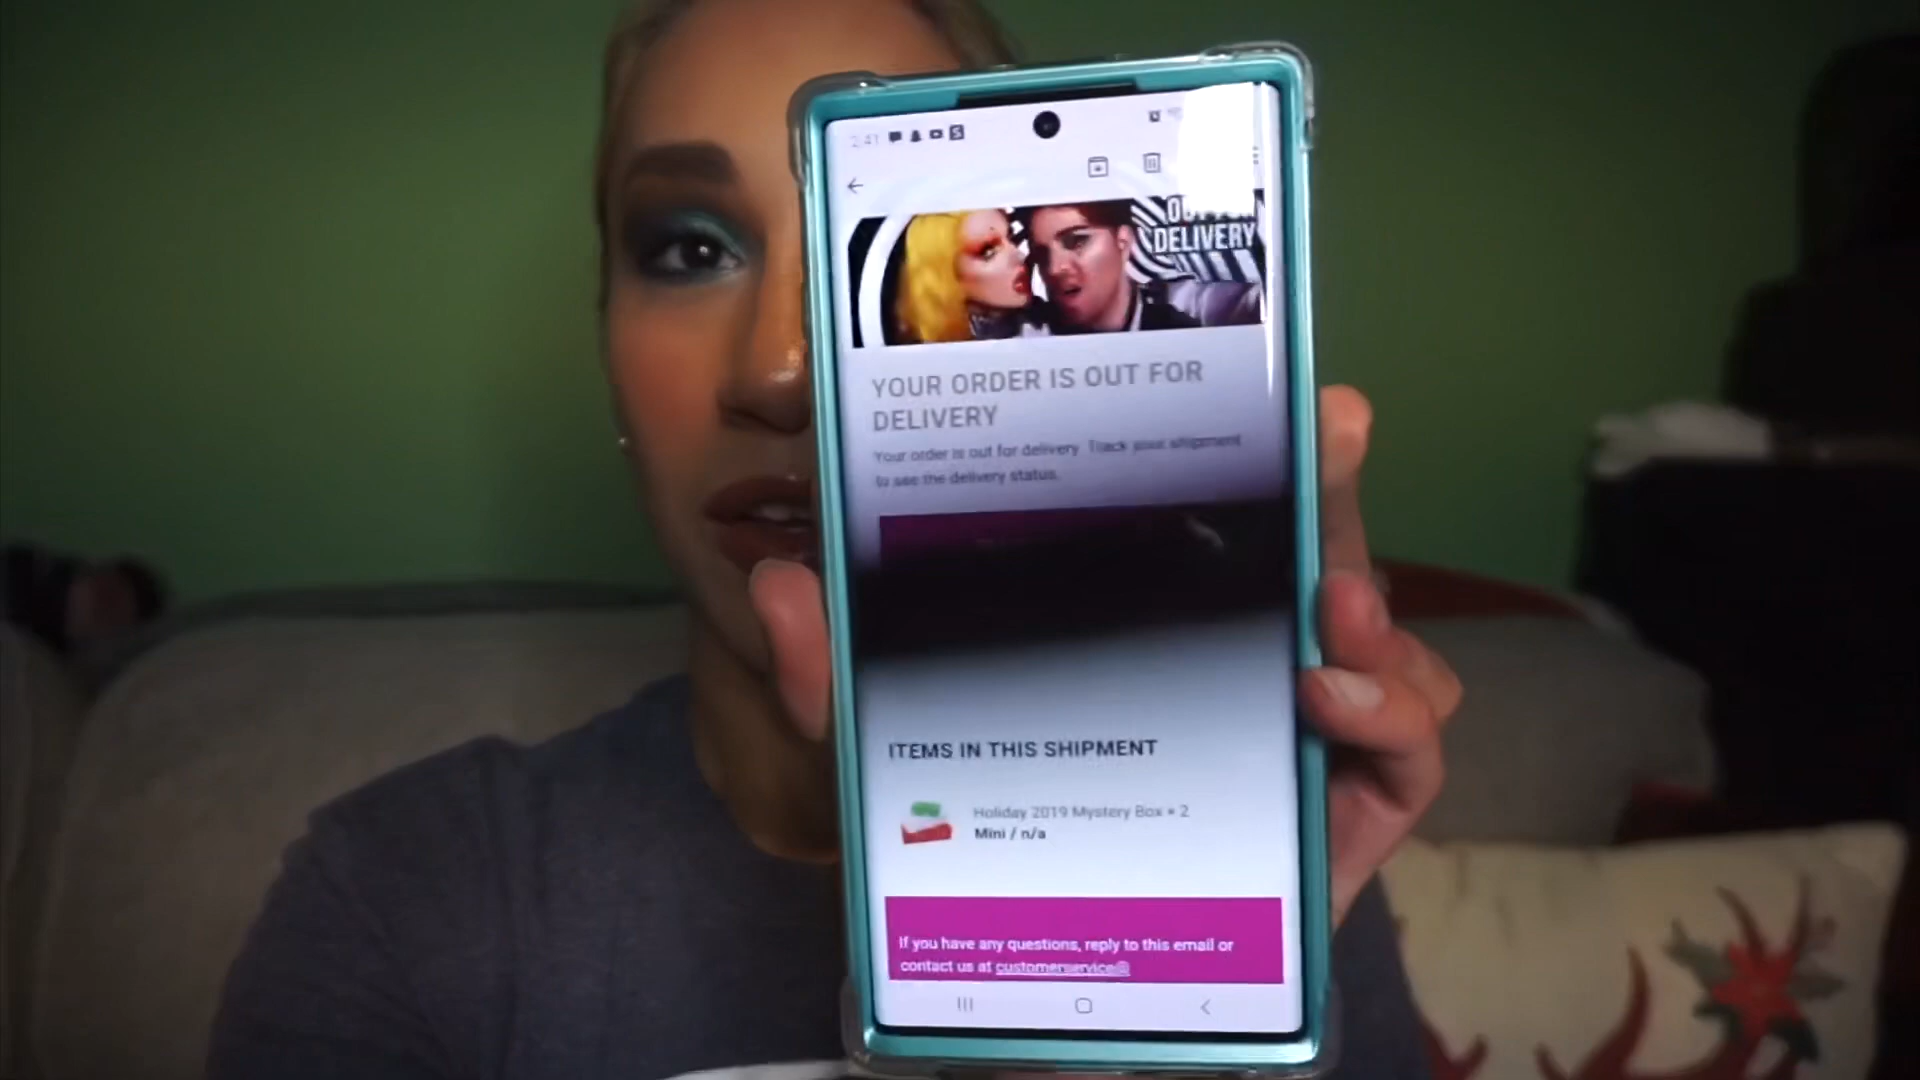 2:41
OUT FOR
DELIVERY
YOUR ORDER IS OUT FOR
DELIVERY
Your order is out for delivery. Track your shipment
to see the delivery status.
ITEMS IN THIS SHIPMENT
Holiday 2019 Mystery Box × 2
Mini / n/a
If you have any questions, reply to this email or
contact us at customerservice@